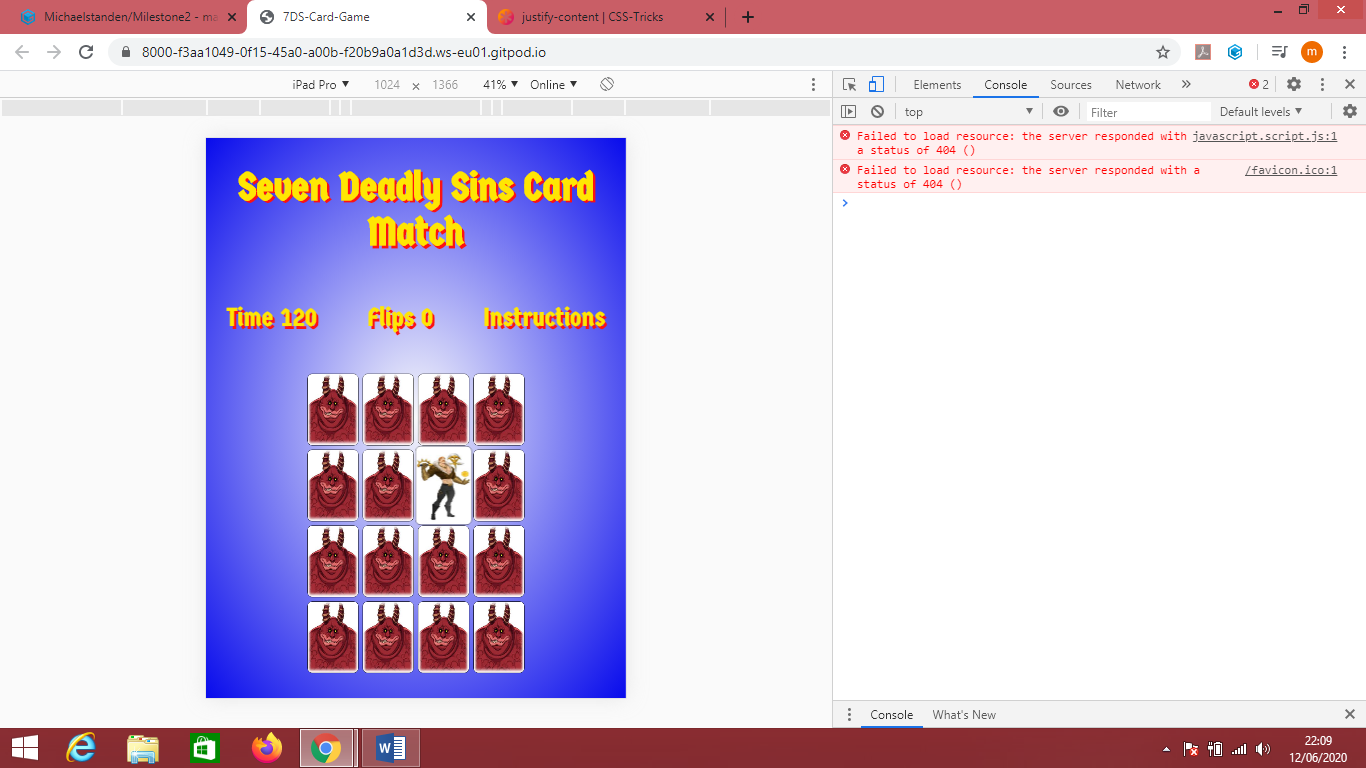 Michaelstanden/Milestone2 - ma
7DS-Card-Game
justify-content | CSS-Tricks
8000-f3aa1049-0f15-45a0-a00b-f20b9a0a1d3d.ws-eu01.gitpod.io
m
iPad Pro ▼ 1024 × 1366 41% ▼ Online ▼
Elements Console Sources Network » 2
top ▼ Filter Default levels ▼
Failed to load resource: the server responded with javascript.script.js:1
a status of 404 ()
Failed to load resource: the server responded with a /favicon.ico:1
status of 404 ()
>
Seven Deadly Sins Card
Match
Time 120 Flips 0 Instructions
Console What's New
22:09
12/06/2020